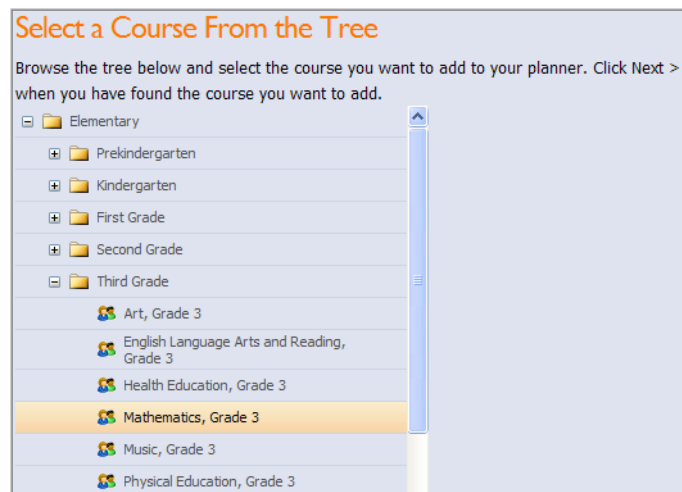 Select a Course From the Tree
Browse the tree below and select the course you want to add to your planner. Click Next >
when you have found the course you want to add.
Elementary
Prekindergarten
Kindergarten
First Grade
Second Grade
Third Grade
Art, Grade 3
English Language Arts and Reading,
Grade 3
Health Education, Grade 3
Mathematics, Grade 3
Music, Grade 3
Physical Education, Grade 3